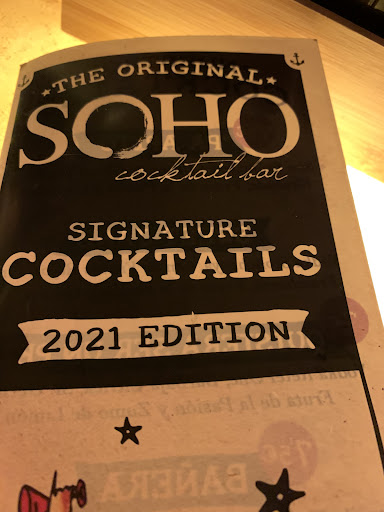 ★THE ORIGINAL★
SOHO
cocktail bar
SIGNATURE
COCKTAILS
2021 EDITION
Fruta de la Pasión y Zumo de Limón
BAÑERA